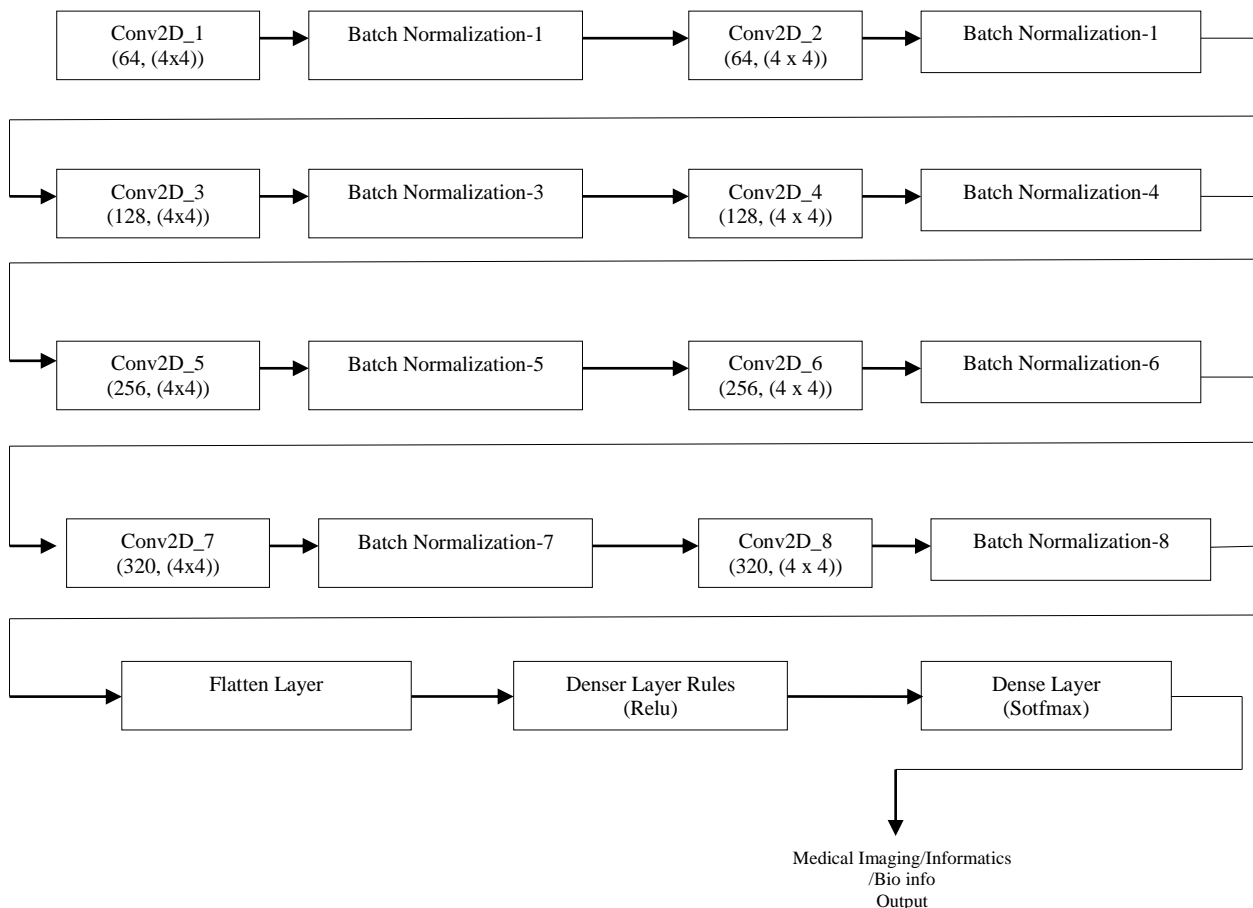 Conv2D_1
(64, (4x4))
Batch Normalization-1
Conv2D_2
(64, (4 x 4))
Batch Normalization-1
Conv2D_3
(128, (4x4))
Batch Normalization-3
Conv2D_4
(128, (4 x 4))
Batch Normalization-4
Conv2D_5
(256, (4x4))
Batch Normalization-5
Conv2D_6
(256, (4 x 4))
Batch Normalization-6
Conv2D_7
(320, (4x4))
Batch Normalization-7
Conv2D_8
(320, (4 x 4))
Batch Normalization-8
Flatten Layer
Denser Layer Rules
(Relu)
Dense Layer
(Sotfmax)
Medical Imaging/Informatics
/Bio info
Output